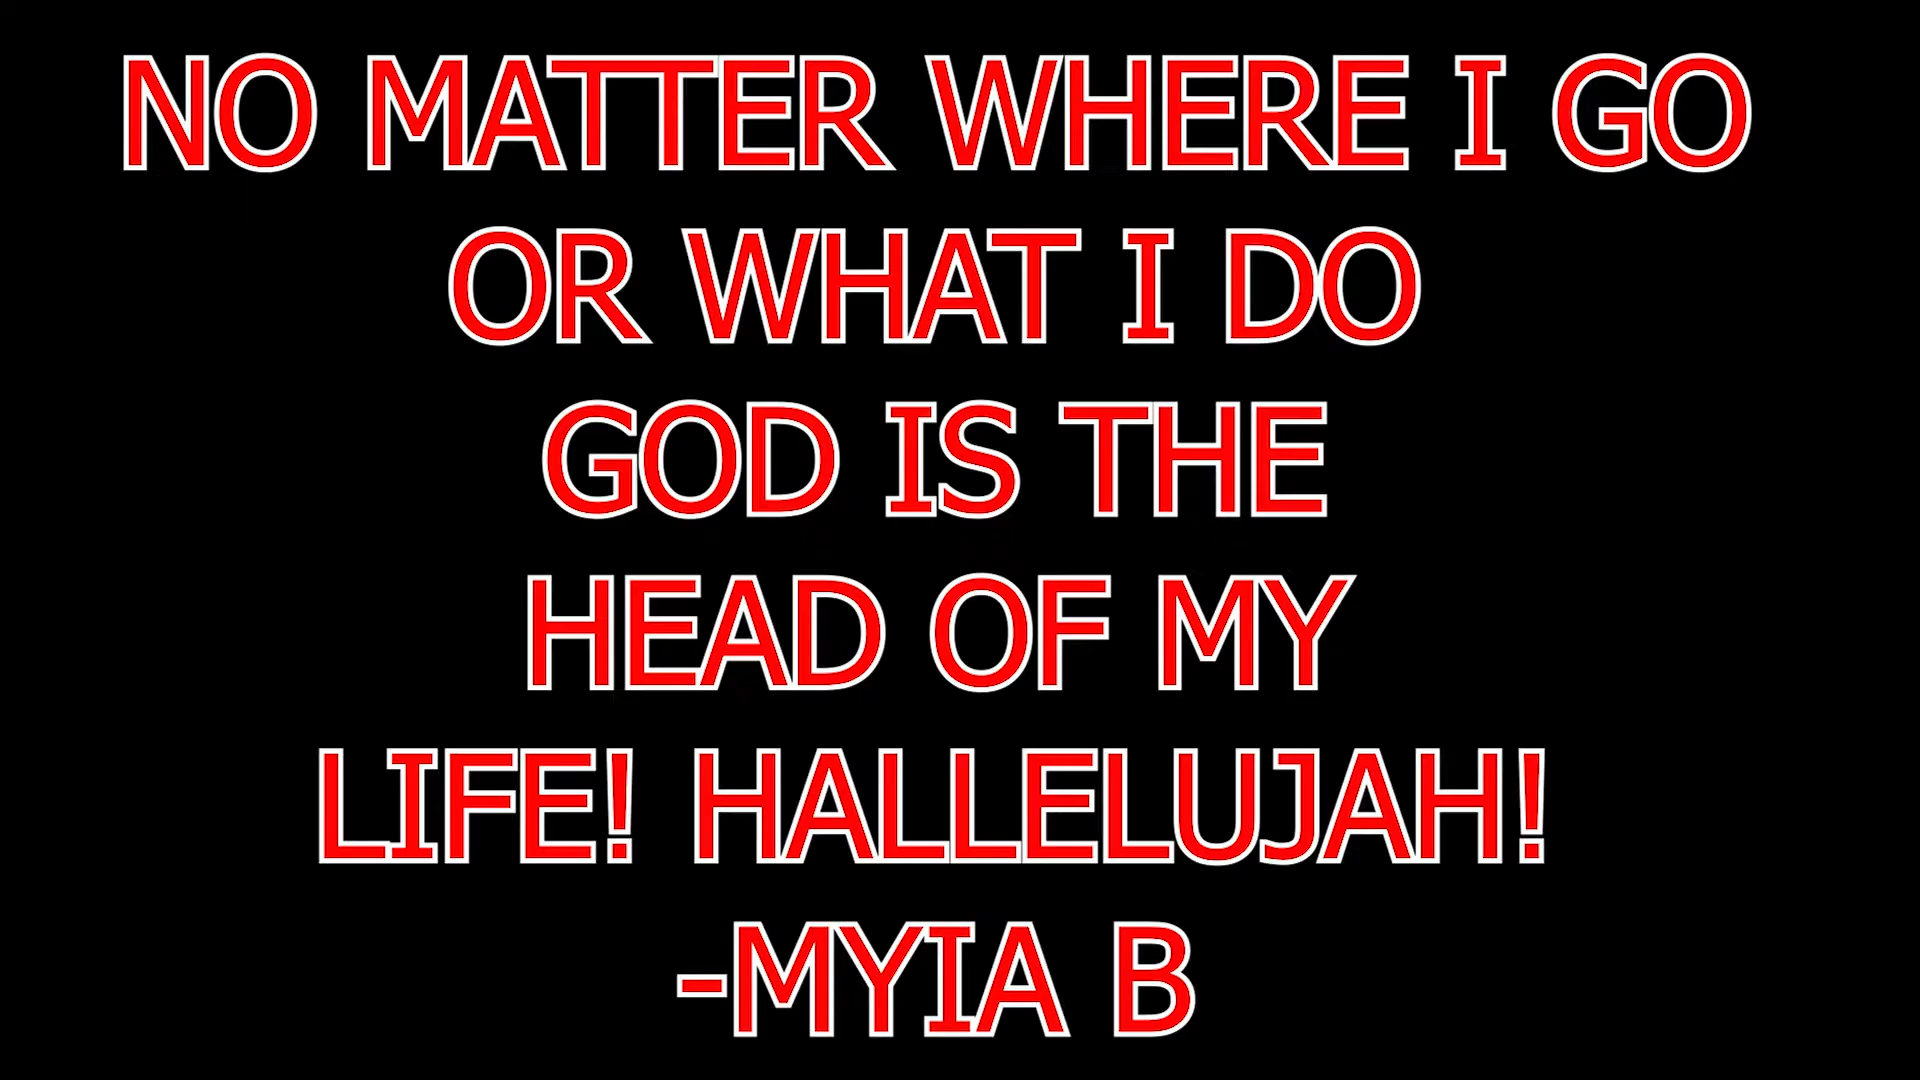 NO MATTER WHERE I GO
OR WHAT I DO
GOD IS THE
HEAD OF MY
LIFE! HALLELUJAH!
-MYIA B